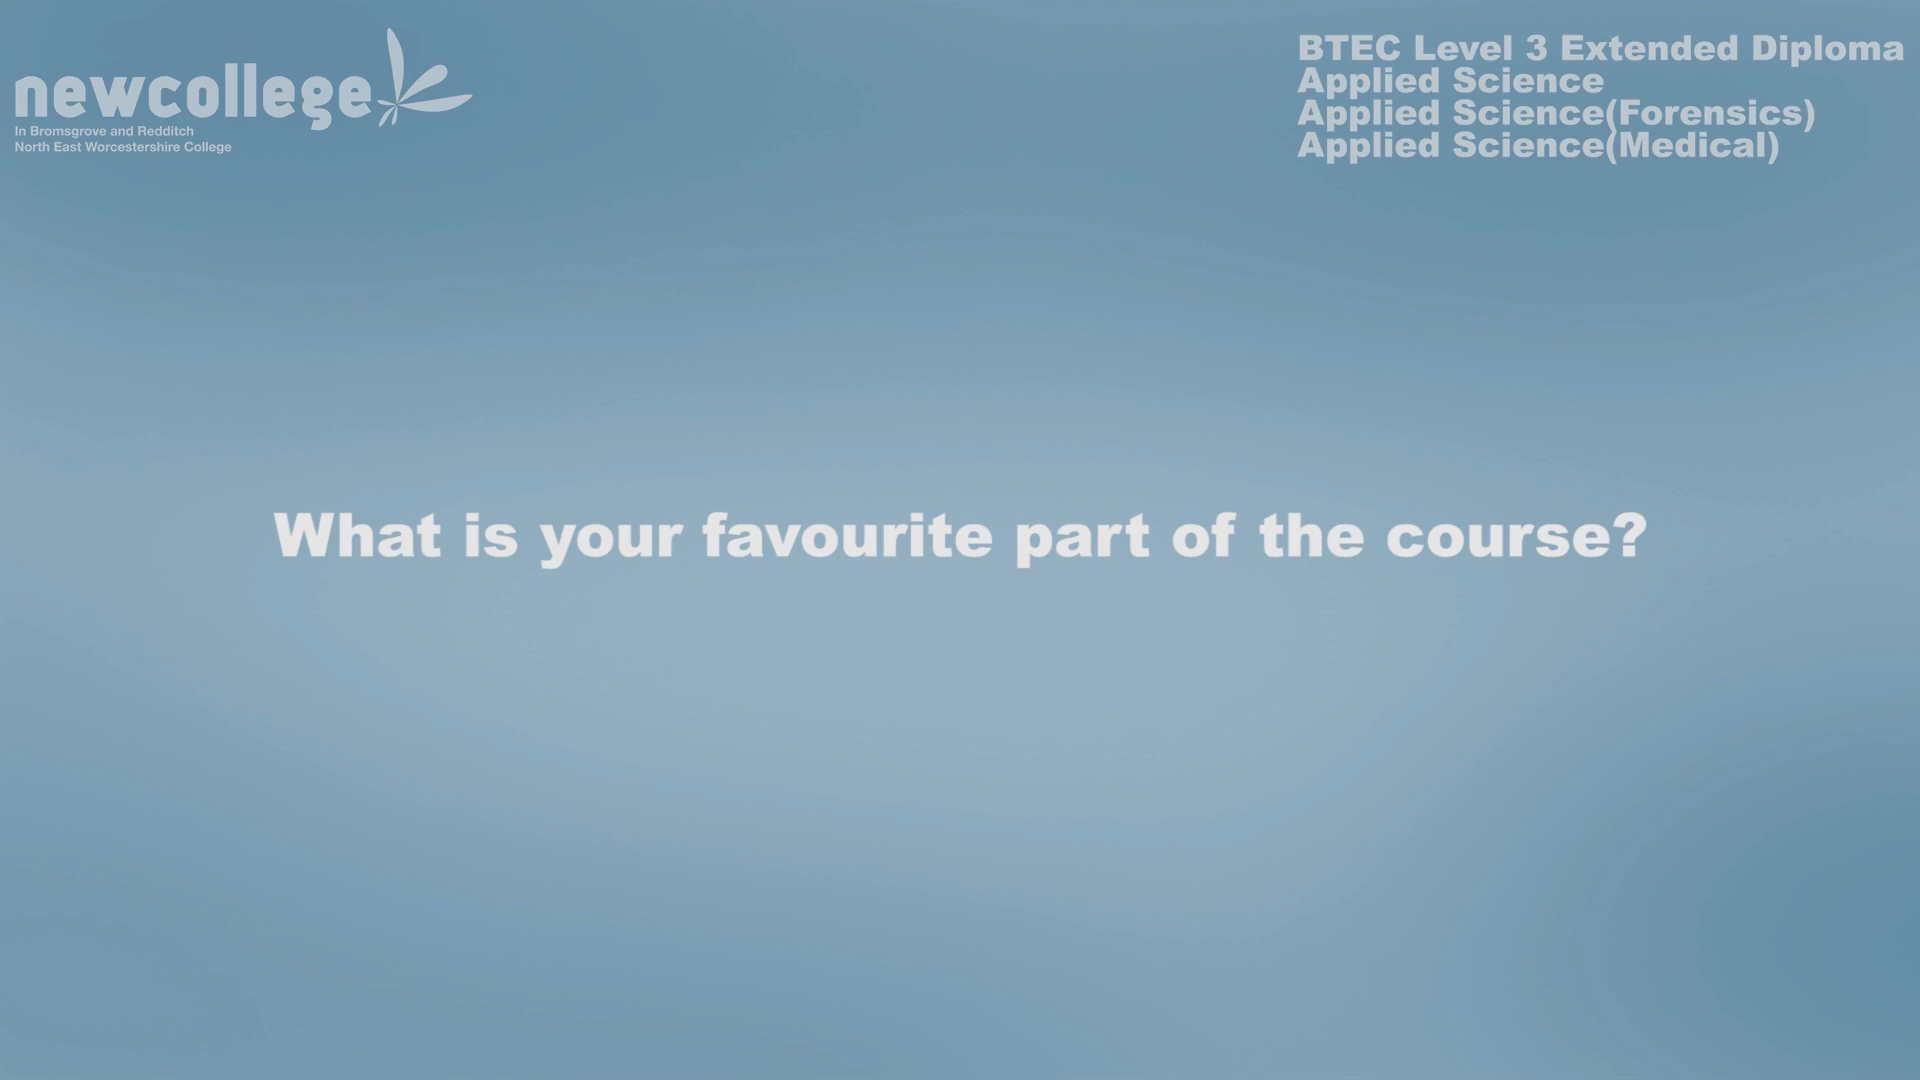 newcollege
In Bromsgrove and Redditch
North East Worcestershire College
BTEC Level 3 Extended Diploma
Applied Science
Applied Science(Forensics)
Applied Science(Medical)
What is your favourite part of the course?